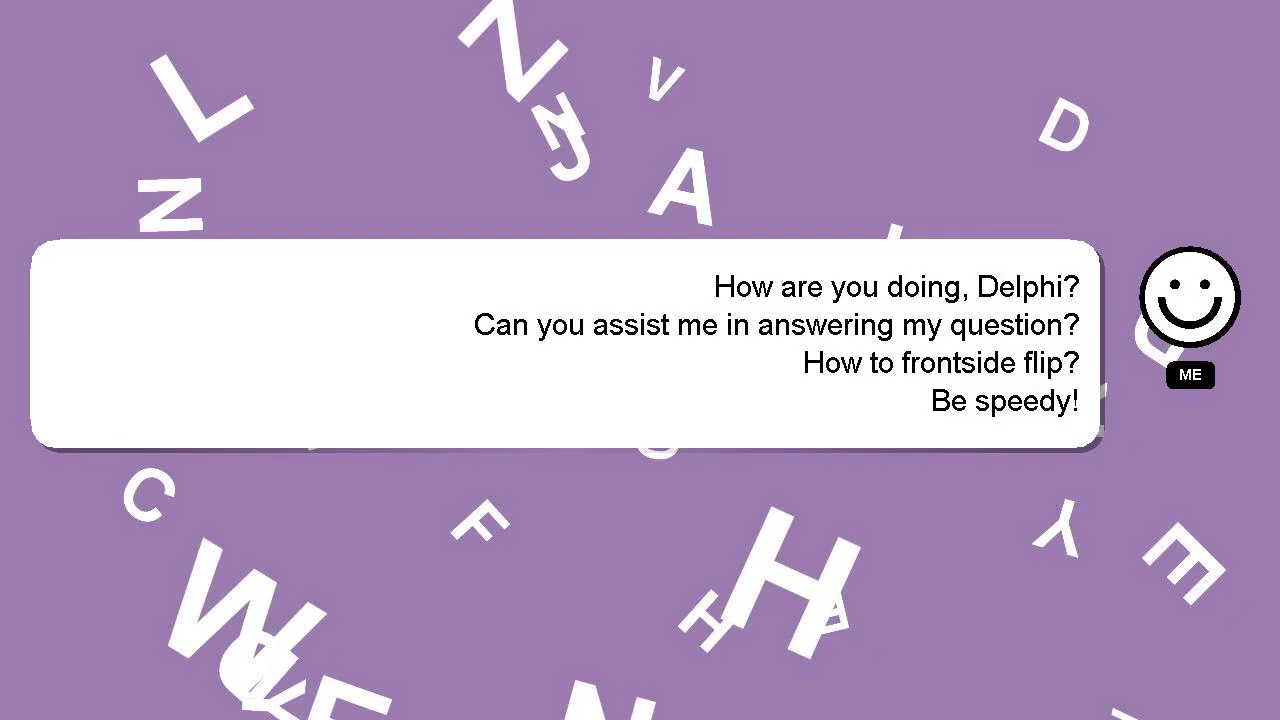 How are you doing, Delphi?
Can you assist me in answering my question?
How to frontside flip?
Be speedy!
ME
L
N
V
N
J
A
D
N
C
F
W
H
H
Y
E